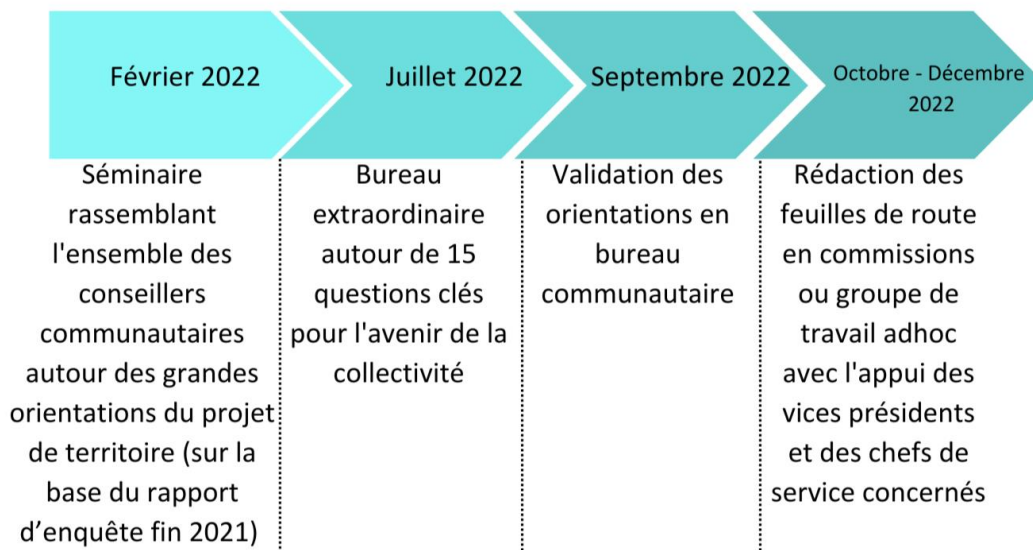 Février 2022
Séminaire
rassemblant
l'ensemble des
conseillers
communautaires
autour des grandes
orientations du projet
de territoire (sur la
base du rapport
d’enquête fin 2021)
Juillet 2022
Bureau
extraordinaire
autour de 15
questions clés
pour l'avenir de la
collectivité
Septembre 2022
Validation des
orientations en
bureau
communautaire
Octobre - Décembre
2022
Rédaction des
feuilles de route
en commissions
ou groupe de
travail adhoc
avec l'appui des
vices présidents
et des chefs de
service concernés